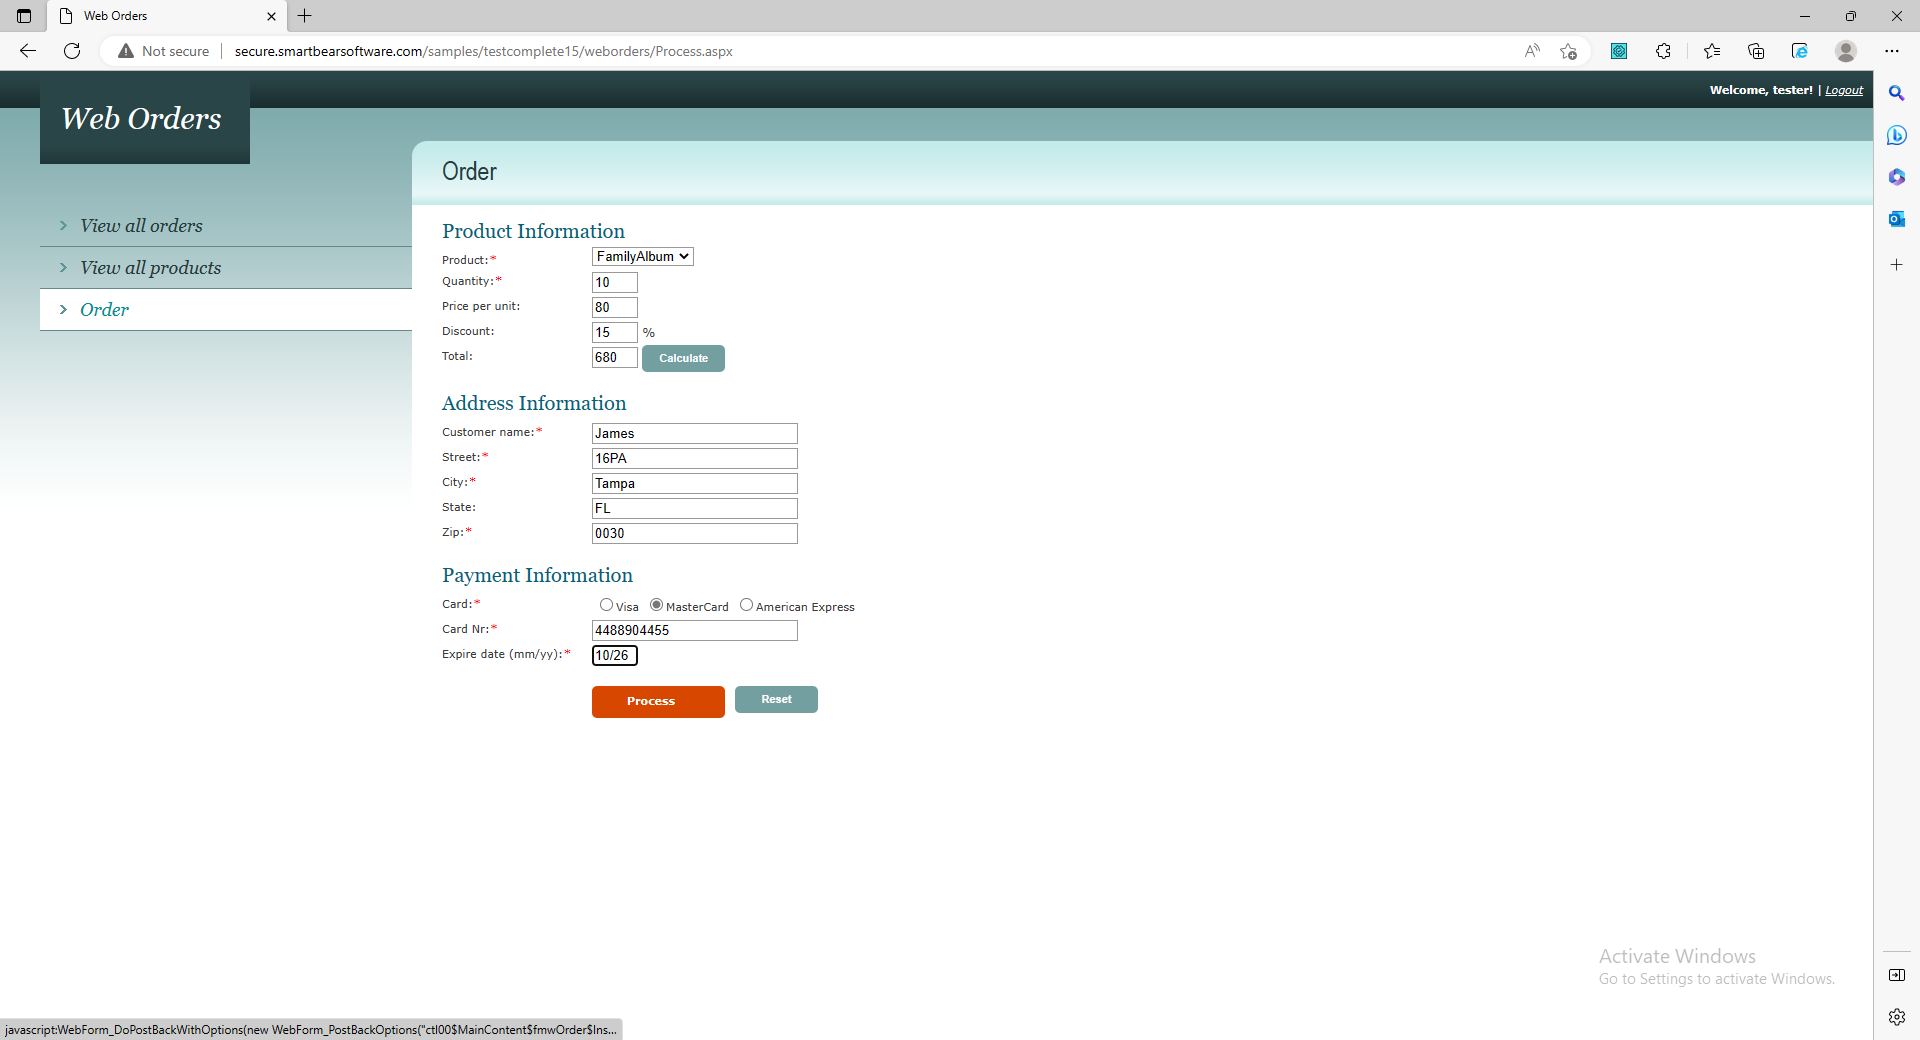 Web Orders
Not secure
secure.smartbearsoftware.com/samples/testcomplete15/weborders/Process.aspx
Welcome, tester! | Logout
Web Orders
Order
View all orders
View all products
Order
Product Information
Product:* FamilyAlbum
Quantity:* 10
Price per unit: 80
Discount: 15 %
Total: 680 Calculate
Address Information
Customer name:* James
Street:* 16PA
City:* Tampa
State: FL
Zip:* 0030
Payment Information
Card:* Visa MasterCard American Express
Card Nr:* 4488904455
Expire date (mm/yy):* 10/26
Process Reset
Activate Windows
Go to Settings to activate Windows.
javascript:WebForm_DoPostBackWithOptions(new WebForm_PostBackOptions("ctl00$MainContent$fmwOrder$Ins...